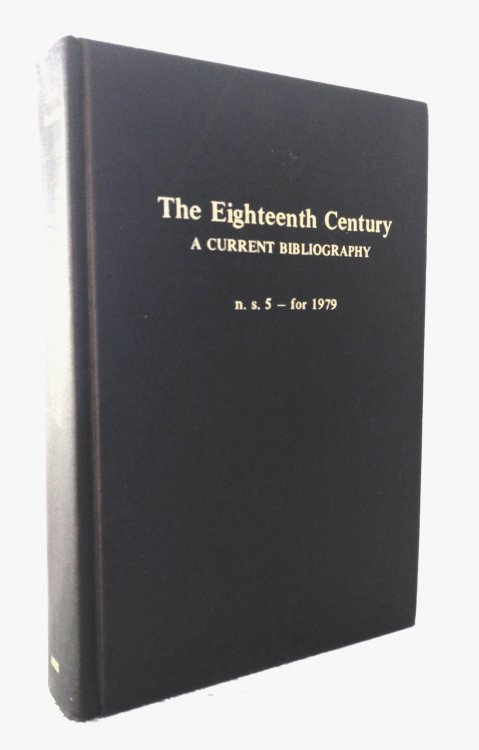 The Eighteenth Century
A CURRENT BIBLIOGRAPHY
n. s. 5 – for 1979